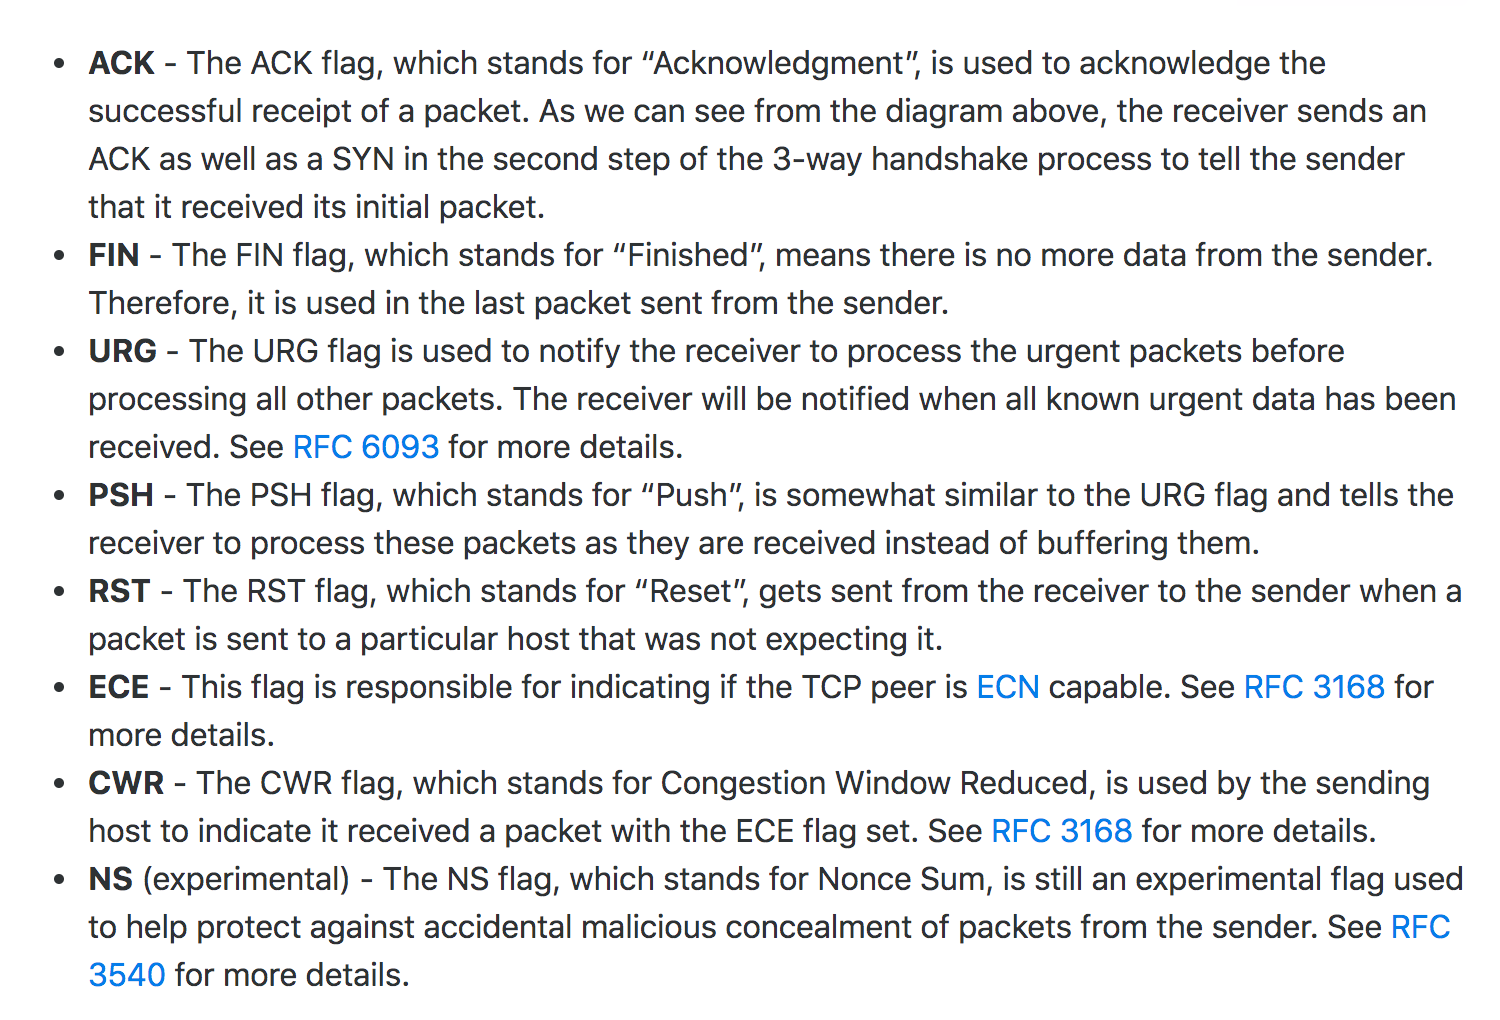 • ACK - The ACK flag, which stands for “Acknowledgment”, is used to acknowledge the
successful receipt of a packet. As we can see from the diagram above, the receiver sends an
ACK as well as a SYN in the second step of the 3-way handshake process to tell the sender
that it received its initial packet.
• FIN - The FIN flag, which stands for “Finished”, means there is no more data from the sender.
Therefore, it is used in the last packet sent from the sender.
• URG - The URG flag is used to notify the receiver to process the urgent packets before
processing all other packets. The receiver will be notified when all known urgent data has been
received. See RFC 6093 for more details.
• PSH - The PSH flag, which stands for “Push”, is somewhat similar to the URG flag and tells the
receiver to process these packets as they are received instead of buffering them.
• RST - The RST flag, which stands for “Reset”, gets sent from the receiver to the sender when a
packet is sent to a particular host that was not expecting it.
• ECE - This flag is responsible for indicating if the TCP peer is ECN capable. See RFC 3168 for
more details.
• CWR - The CWR flag, which stands for Congestion Window Reduced, is used by the sending
host to indicate it received a packet with the ECE flag set. See RFC 3168 for more details.
• NS (experimental) - The NS flag, which stands for Nonce Sum, is still an experimental flag used
to help protect against accidental malicious concealment of packets from the sender. See RFC
3540 for more details.